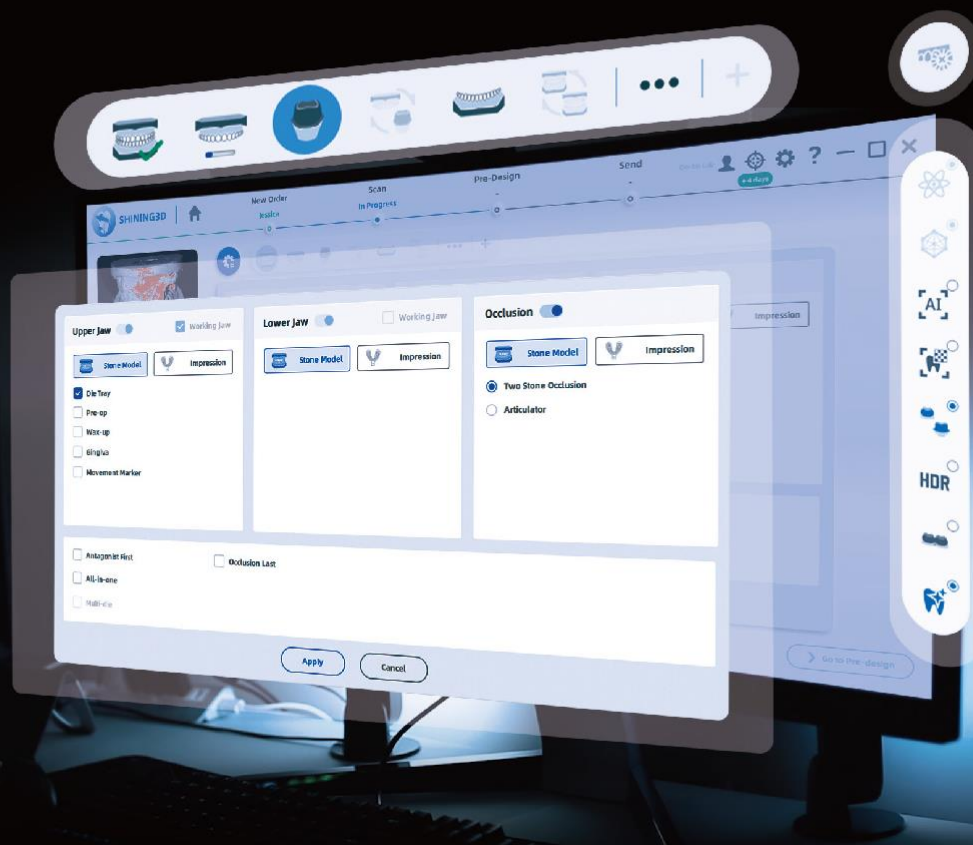 SHINING3D
New Order
Scan
In Progress
Pre-Design
Send
?
Impression
Upper Jaw
Working Jaw
Stone Model
Impression
Die Tray
Pre-op
Wax-up
Gingiva
Movement Marker
Lower Jaw
Working Jaw
Stone Model
Impression
Occlusion
Stone Model
Impression
Two Stone Occlusion
Articulator
Antagonist First
Occlusion Last
All-in-one
Multi-die
Apply
Cancel
Go to Pre-design
AI
HDR